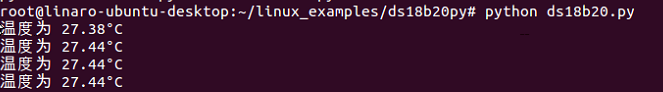 root@linaro-ubuntu-desktop:~/linux_examples/ds18b20py# python ds18b20.py
温度为 27.38°C
温度为 27.44°C
温度为 27.44°C
温度为 27.44°C